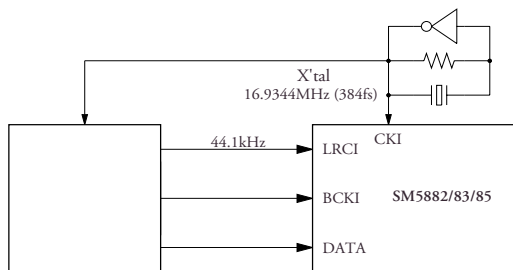 X'tal
16.9344MHz (384fs)
CKI
44.1kHz
LRCI
BCKI
SM5882/83/85
DATA